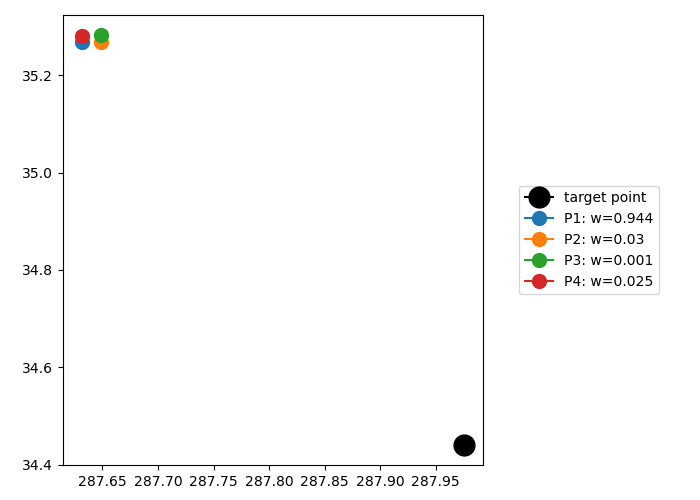 35.2
35.0
34.8
34.6
34.4
287.65 287.70 287.75 287.80 287.85 287.90 287.95
target point
P1: w=0.944
P2: w=0.03
P3: w=0.001
P4: w=0.025